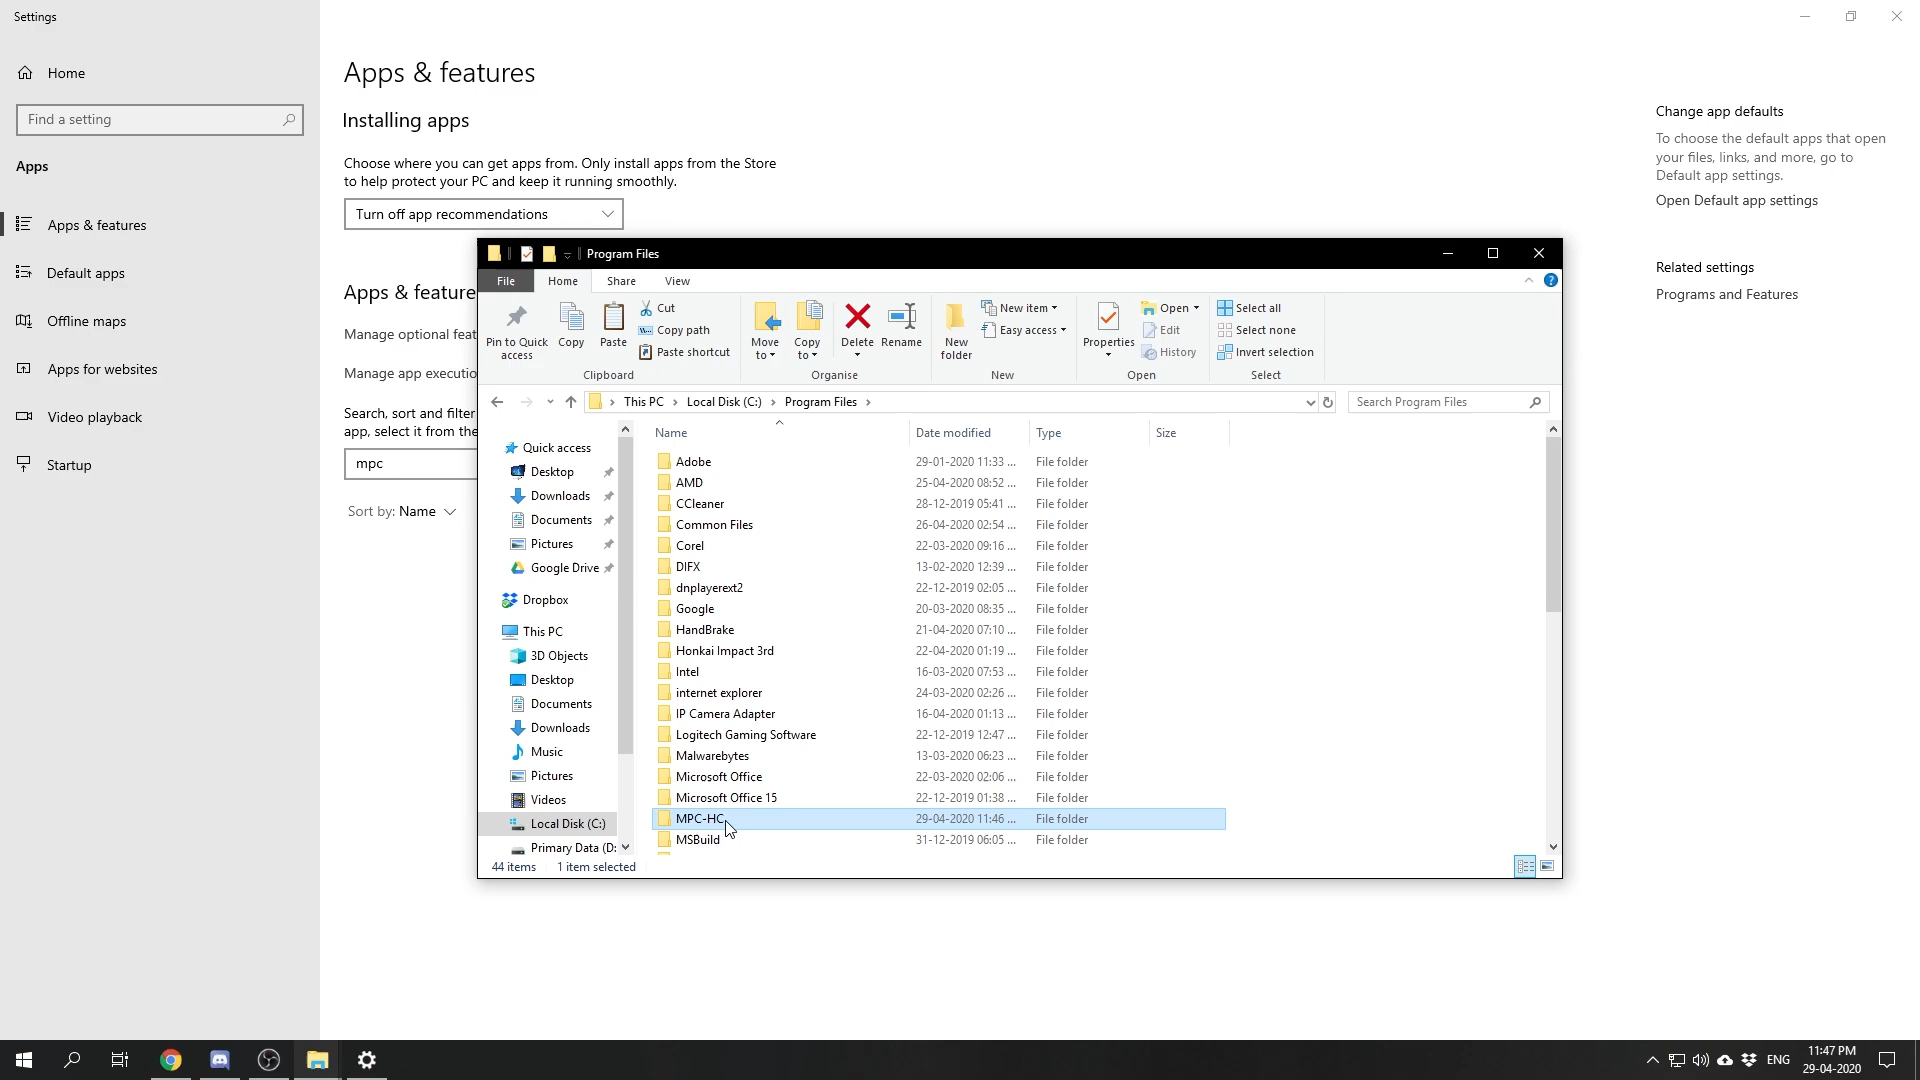 Settings
Home
Find a setting
Apps
Apps & features
Default apps
Offline maps
Apps for websites
Video playback
Startup
Apps & features
Installing apps
Choose where you can get apps from. Only install apps from the Store
to help protect your PC and keep it running smoothly.
Turn off app recommendations
Apps & feature
Manage optional feat
Manage app executio
Search, sort and filter
app, select it from the
mpc
Sort by: Name
Change app defaults
To choose the default apps that open
your files, links, and more, go to
Default app settings.
Open Default app settings
Related settings
Programs and Features
Program Files
File Home Share View
Pin to Quick
access
Copy
Paste
Cut
Copy path
Paste shortcut
Clipboard
Move
to
Copy
to
Delete
Rename
Organise
New
folder
New item
Easy access
New
Properties
Open
Edit
History
Open
Select all
Select none
Invert selection
Select
This PC Local Disk (C:) Program Files
Search Program Files
Quick access
Desktop
Downloads
Documents
Pictures
Google Drive
Dropbox
This PC
3D Objects
Desktop
Documents
Downloads
Music
Pictures
Videos
Local Disk (C:)
Primary Data (D:
Name Date modified Type Size
Adobe 29-01-2020 11:33 ... File folder
AMD 25-04-2020 08:52 ... File folder
CCleaner 28-12-2019 05:41 ... File folder
Common Files 26-04-2020 02:54 ... File folder
Corel 22-03-2020 09:16 ... File folder
DIFX 13-02-2020 12:39 ... File folder
dnplayerext2 22-12-2019 02:05 ... File folder
Google 20-03-2020 08:35 ... File folder
HandBrake 21-04-2020 07:10 ... File folder
Honkai Impact 3rd 22-04-2020 01:19 ... File folder
Intel 16-03-2020 07:53 ... File folder
internet explorer 24-03-2020 02:26 ... File folder
IP Camera Adapter 16-04-2020 01:13 ... File folder
Logitech Gaming Software 22-12-2019 12:47 ... File folder
Malwarebytes 13-03-2020 06:23 ... File folder
Microsoft Office 22-03-2020 02:06 ... File folder
Microsoft Office 15 22-12-2019 01:38 ... File folder
MPC-HC 29-04-2020 11:46 ... File folder
MSBuild 31-12-2019 06:05 ... File folder
44 items 1 item selected
ENG
11:47 PM
29-04-2020